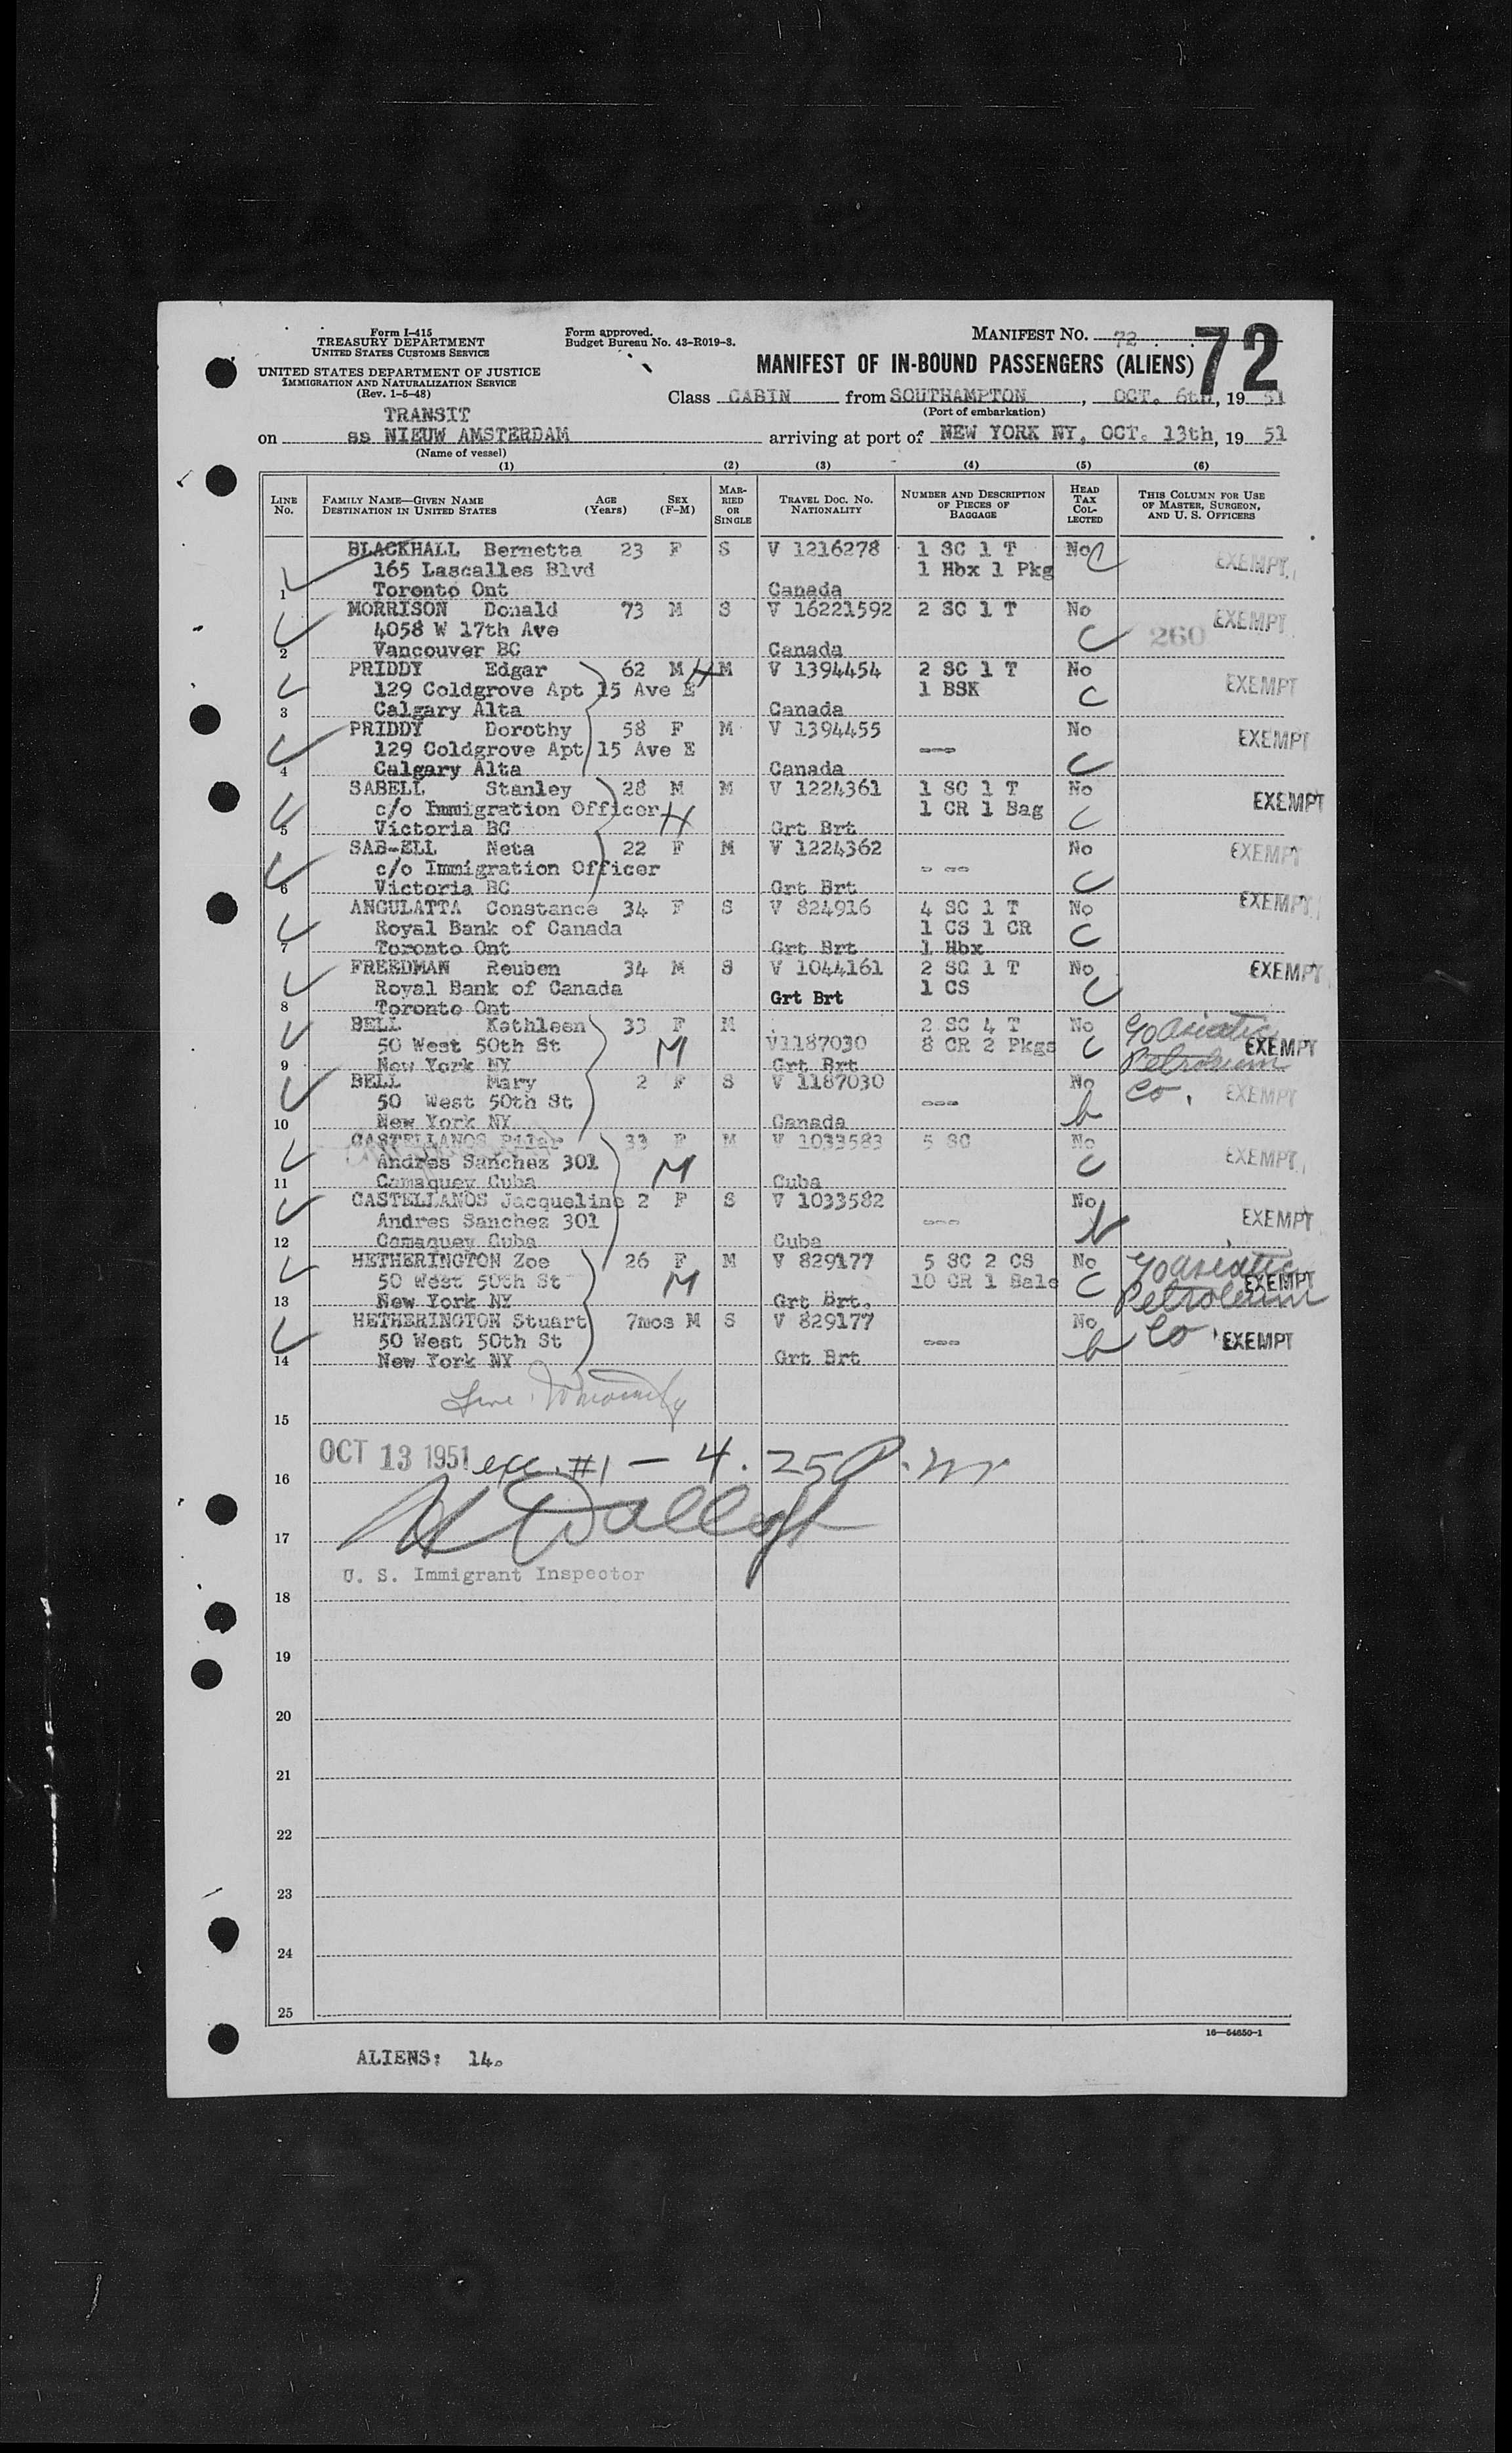 Form I-415
TREASURY DEPARTMENT
UNITED STATES CUSTOMS SERVICE
UNITED STATES DEPARTMENT OF JUSTICE
IMMIGRATION AND NATURALIZATION SERVICE
(Rev. 1-5-48)
Form approved.
Budget Bureau No. 43-R019-3.
MANIFEST NO. 72
72
MANIFEST OF IN-BOUND PASSENGERS (ALIENS)
Class CABIN from SOUTHAMPTON, OCT. 6th, 19 51
(Port of embarkation)
TRANSIT
on ss NIEUW AMSTERDAM arriving at port of NEW YORK NY, OCT. 13th, 19 51
(Name of vessel)
(1) (2) (3) (4) (5) (6)
LINE NO. FAMILY NAME—GIVEN NAME DESTINATION IN UNITED STATES AGE (Years) SEX (F-M) MARRIED OR SINGLE TRAVEL DOC. NO. NATIONALITY NUMBER AND DESCRIPTION OF PIECES OF BAGGAGE HEAD TAX COLLECTED THIS COLUMN FOR USE OF MASTER, SURGEON, AND U. S. OFFICERS
BLACKHALL Bernetta 23 F S V 1216278 1 SC 1 T No C EXEMPT
165 Lascalles Blvd 1 Hbx 1 Pkg
1 Toronto Ont Canada
MORRISON Donald 73 M S V 16221592 2 SC 1 T No EXEMPT
4058 W 17th Ave C 260
2 Vancouver BC Canada
PRIDDY Edgar 62 M H M V 1394454 2 SC 1 T No EXEMPT
129 Coldgrove Apt 15 Ave E 1 BSK C
3 Calgary Alta Canada
PRIDDY Dorothy 58 F M V 1394455 No EXEMPT
129 Coldgrove Apt 15 Ave E ---
4 Calgary Alta Canada C
SABELL Stanley 28 M M V 1224361 1 SC 1 T No EXEMPT
c/o Immigration Officer H 1 CR 1 Bag C
5 Victoria BC Grt Brt
SAB-ELL Neta 22 F M V 1224362 No EXEMPT
c/o Immigration Officer - --
6 Victoria BC Grt Brt C
ANGULATTA Constance 34 F S V 824916 4 SC 1 T No EXEMPT
Royal Bank of Canada 1 CS 1 CR C
7 Toronto Ont Grt Brt 1 Hbx
FREEDMAN Reuben 34 M S V 1044161 2 SC 1 T No EXEMPT
Royal Bank of Canada Grt Brt 1 CS C
8 Toronto Ont
BELL Kathleen 33 F M 2 SC 4 T No c/o Asiatic
50 West 50th St M V1187030 8 CR 2 Pkgs C EXEMPT
9 New York NY Grt Brt Petroleum
BELL Mary 2 F S V 1187030 No Co. EXEMPT
50 West 50th St ---
10 New York NY Canada b
CASTELLANOS Pilar 33 F M V 1033583 5 SC No EXEMPT
Andres Sanchez 301 M C
11 Camaquey Cuba Cuba
CASTELLANOS Jacqueline 2 F S V 1033582 No EXEMPT
Andres Sanchez 301 ---
12 Camaquey Cuba Cuba b
HETHERINGTON Zoe 26 F M V 829177 5 SC 2 CS No c/o Asiatic
50 West 50th St M 10 CR 1 Bale C EXEMPT
13 New York NY Grt Brt. Petroleum
HETHERINGTON Stuart 7mos M S V 829177 No Co. EXEMPT
50 West 50th St ---
14 New York NY Grt Brt b
15
OCT 13 1951 exc. #1 — 4.25 P.m
16
17
U. S. Immigrant Inspector
18
19
20
21
22
23
24
25
16—54650-1
ALIENS: 14.